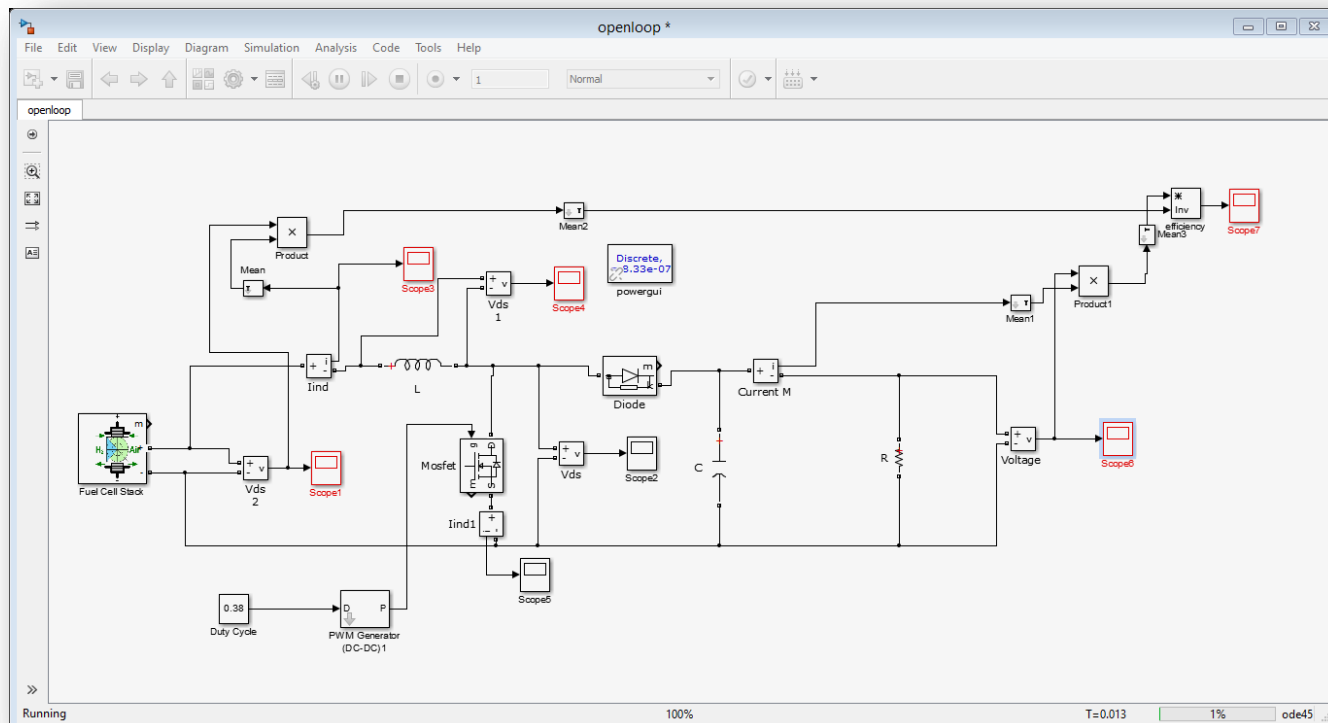 openloop *
File Edit View Display Diagram Simulation Analysis Code Tools Help
1
Normal
openloop
×
Product
Mean2
Inv
efficiency
Scope7
Mean3
Mean
Scope3
+
-
v
Vds
1
Scope4
Discrete,
8.33e-07
powergui
×
Product1
Mean1
+
i
-
Iind
L
m
a
k
Diode
+
i
-
Current M
m
H₂
Air
+
-
Fuel Cell Stack
+
-
v
Vds
2
Scope1
Mosfet
g
D
m
S
+
-
v
Vds
Scope2
C
R
+
-
v
Voltage
Scope6
Iind1
+
i
-
Scope5
0.38
Duty Cycle
D
P
PWM Generator
(DC-DC)1
Running
100%
T=0.013
1%
ode45